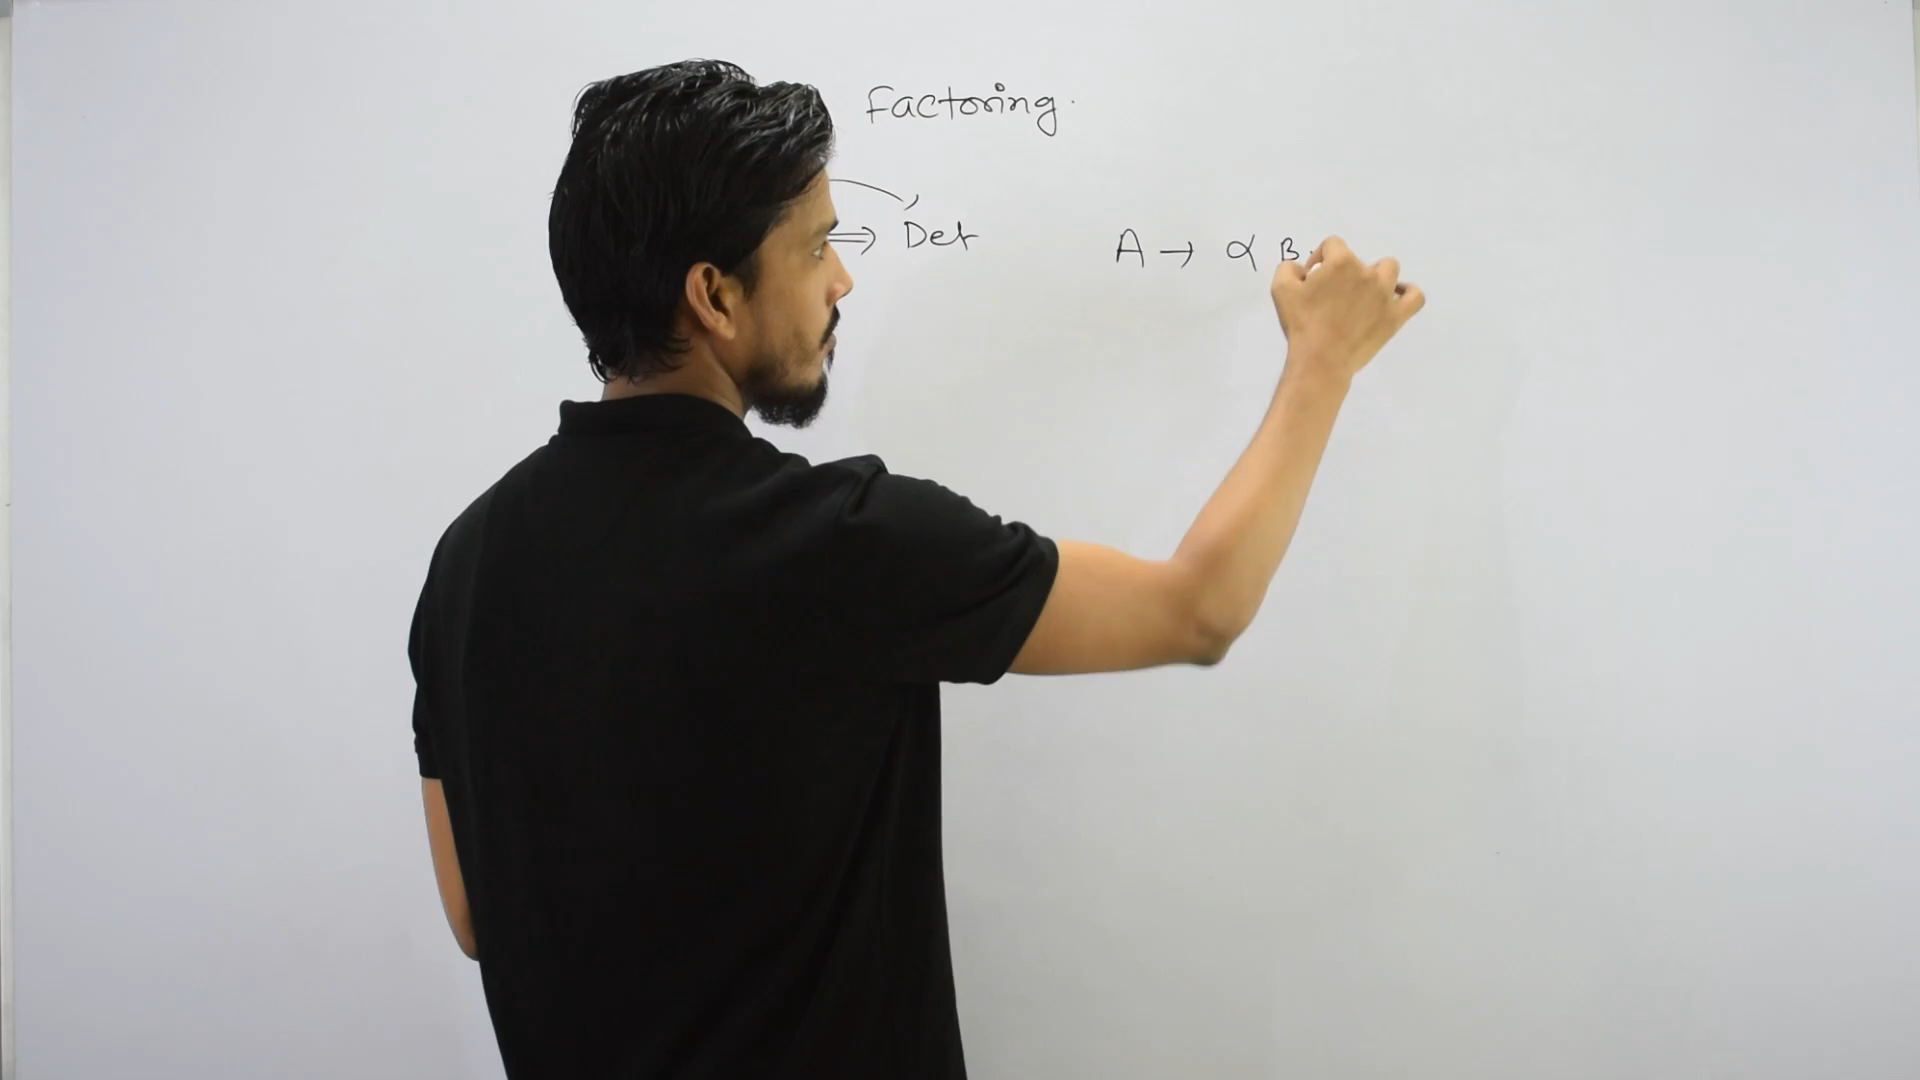 Factoring.
⇒ Det
A → α β